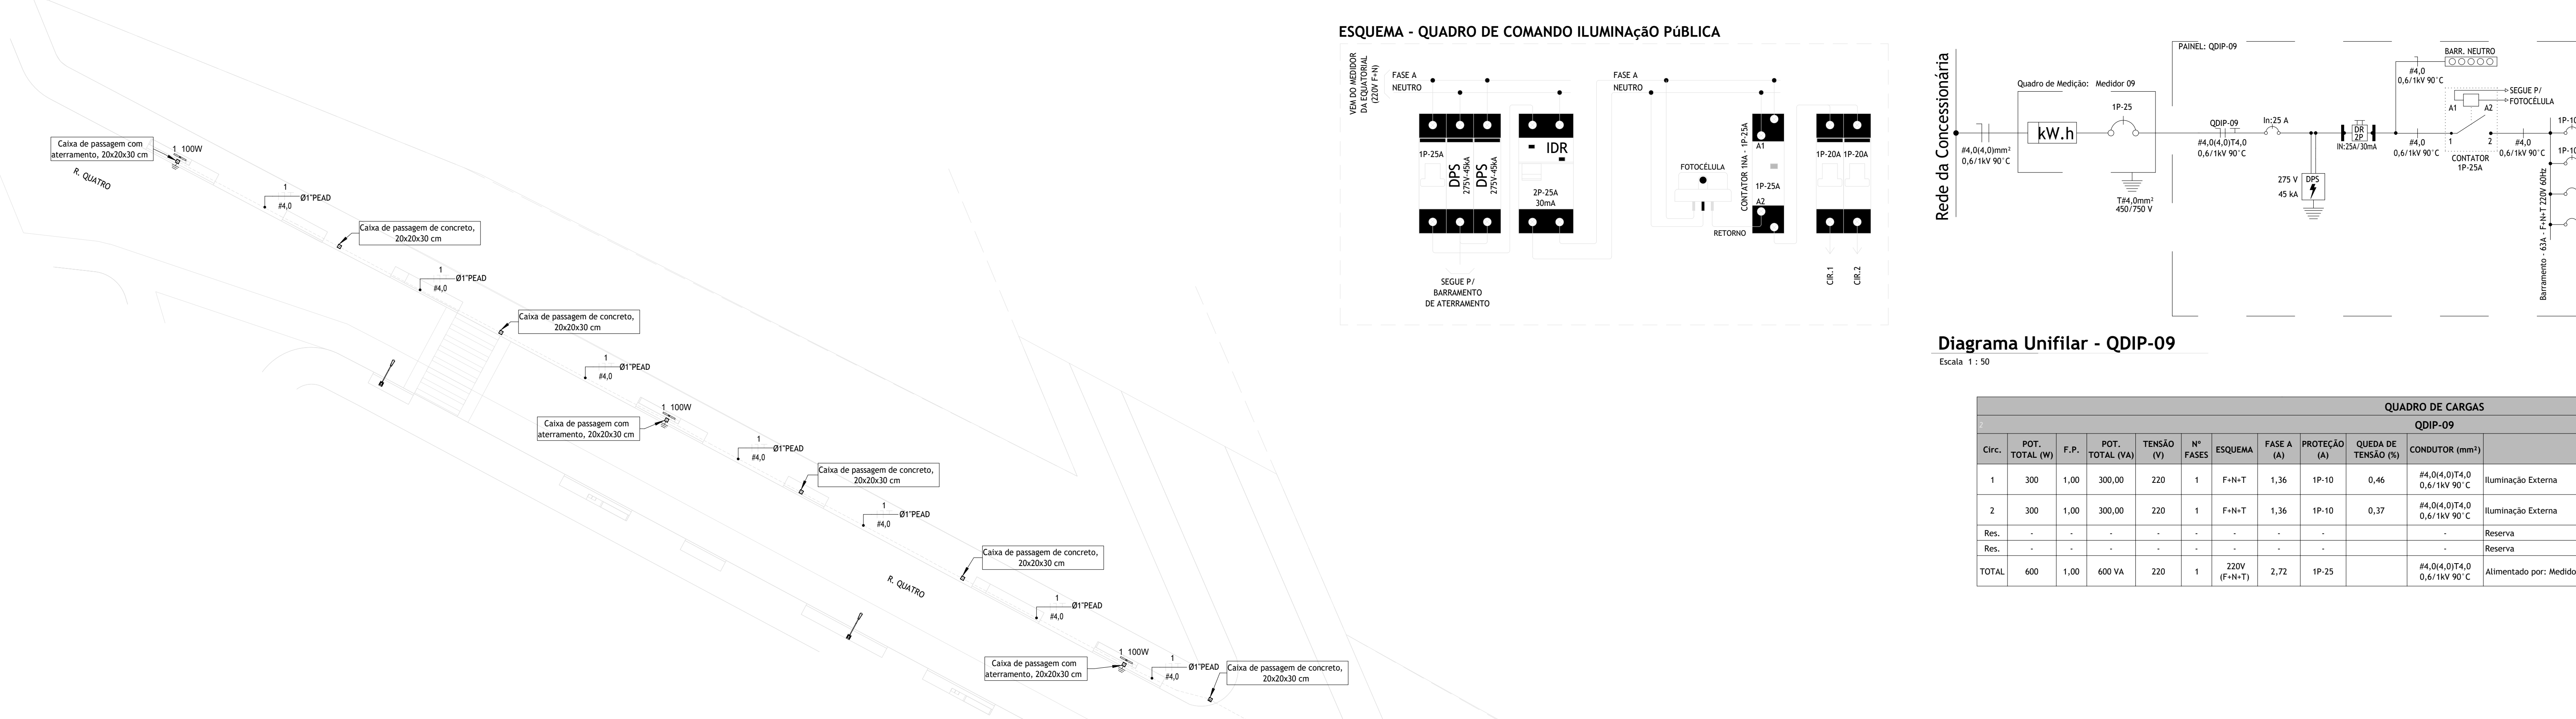 Caixa de passagem com
aterramento, 20x20x30 cm
1 100W
R. QUATRO
1
Ø1"PEAD
#4,0
Caixa de passagem de concreto,
20x20x30 cm
1
Ø1"PEAD
#4,0
Caixa de passagem de concreto,
20x20x30 cm
1
Ø1"PEAD
#4,0
1 100W
Caixa de passagem com
aterramento, 20x20x30 cm
1
Ø1"PEAD
#4,0
Caixa de passagem de concreto,
20x20x30 cm
1
Ø1"PEAD
#4,0
Caixa de passagem de concreto,
20x20x30 cm
R. QUATRO
1
Ø1"PEAD
#4,0
1 100W
Caixa de passagem com
aterramento, 20x20x30 cm
1
Ø1"PEAD
#4,0
Caixa de passagem de concreto,
20x20x30 cm
ESQUEMA - QUADRO DE COMANDO ILUMINAçãO PúBLICA
VEM DO MEDIDOR
DA EQUATORIAL
(220V F+N)
FASE A
NEUTRO
FASE A
NEUTRO
1P-25A
DPS
275V-45kA
DPS
275V-45kA
IDR
2P-25A
30mA
FOTOCÉLULA
CONTATOR 1NA - 1P-25A
A1
1P-25A
A2
RETORNO
1P-20A
1P-20A
SEGUE P/
BARRAMENTO
DE ATERRAMENTO
CIR.1
CIR.2
Rede da Concessionária
#4,0(4,0)mm²
0,6/1kV 90°C
Quadro de Medição: Medidor 09
kW.h
1P-25
T#4,0mm²
450/750 V
PAINEL: QDIP-09
QDIP-09
#4,0(4,0)T4,0
0,6/1kV 90°C
In:25 A
275 V
45 kA
DPS
DR
2P
IN:25A/30mA
#4,0
0,6/1kV 90°C
BARR. NEUTRO
#4,0
0,6/1kV 90°C
A1
A2
SEGUE P/
FOTOCÉLULA
1
2
CONTATOR
1P-25A
#4,0
0,6/1kV 90°C
Barramento - 63A - F+N+T 220V 60Hz
1P-10
1P-10
Diagrama Unifilar - QDIP-09
Escala 1 : 50
QUADRO DE CARGAS
QDIP-09
Circ. POT. TOTAL (W) F.P. POT. TOTAL (VA) TENSÃO (V) Nº FASES ESQUEMA FASE A (A) PROTEÇÃO (A) QUEDA DE TENSÃO (%) CONDUTOR (mm²)
1 300 1,00 300,00 220 1 F+N+T 1,36 1P-10 0,46 #4,0(4,0)T4,0 0,6/1kV 90°C Iluminação Externa
2 300 1,00 300,00 220 1 F+N+T 1,36 1P-10 0,37 #4,0(4,0)T4,0 0,6/1kV 90°C Iluminação Externa
Res. - - - - - - - - - Reserva
Res. - - - - - - - - - Reserva
TOTAL 600 1,00 600 VA 220 1 220V (F+N+T) 2,72 1P-25 #4,0(4,0)T4,0 0,6/1kV 90°C Alimentado por: Medido